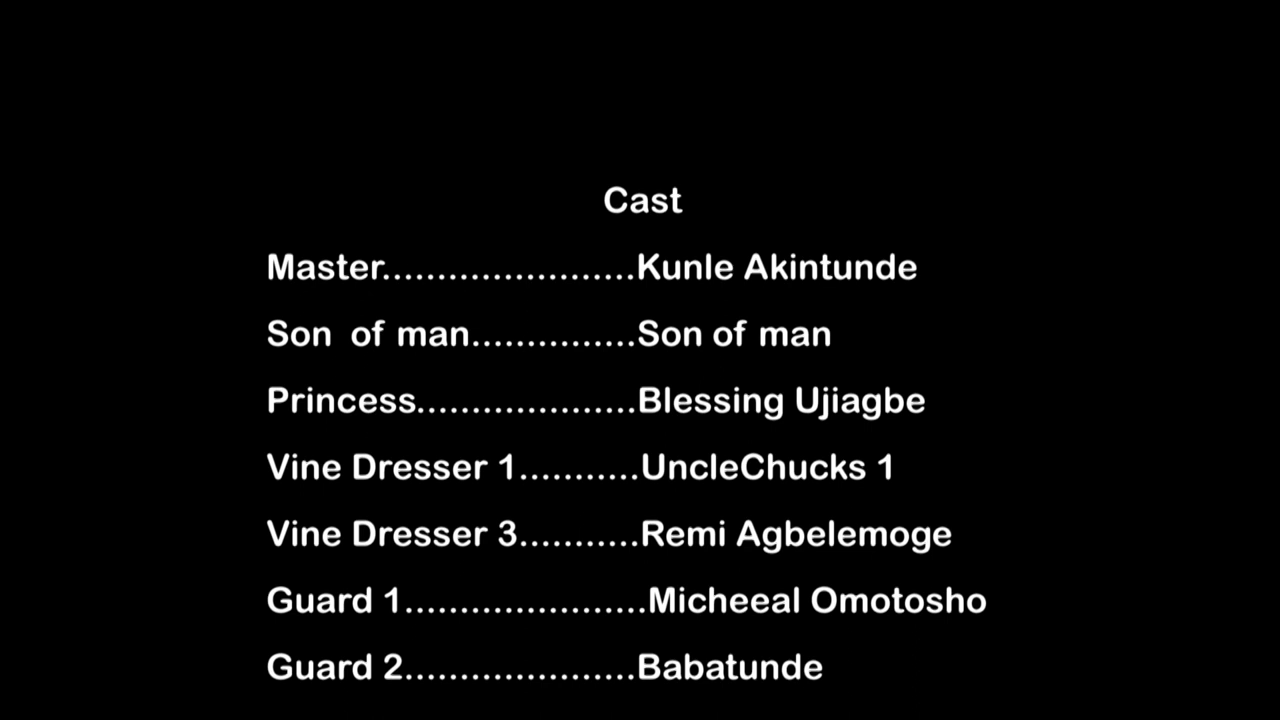 Cast
Master.......................Kunle Akintunde
Son  of man...............Son of man
Princess....................Blessing Ujiagbe
Vine Dresser 1...........UncleChucks 1
Vine Dresser 3...........Remi Agbelemoge
Guard 1......................Micheeal Omotosho
Guard 2.....................Babatunde